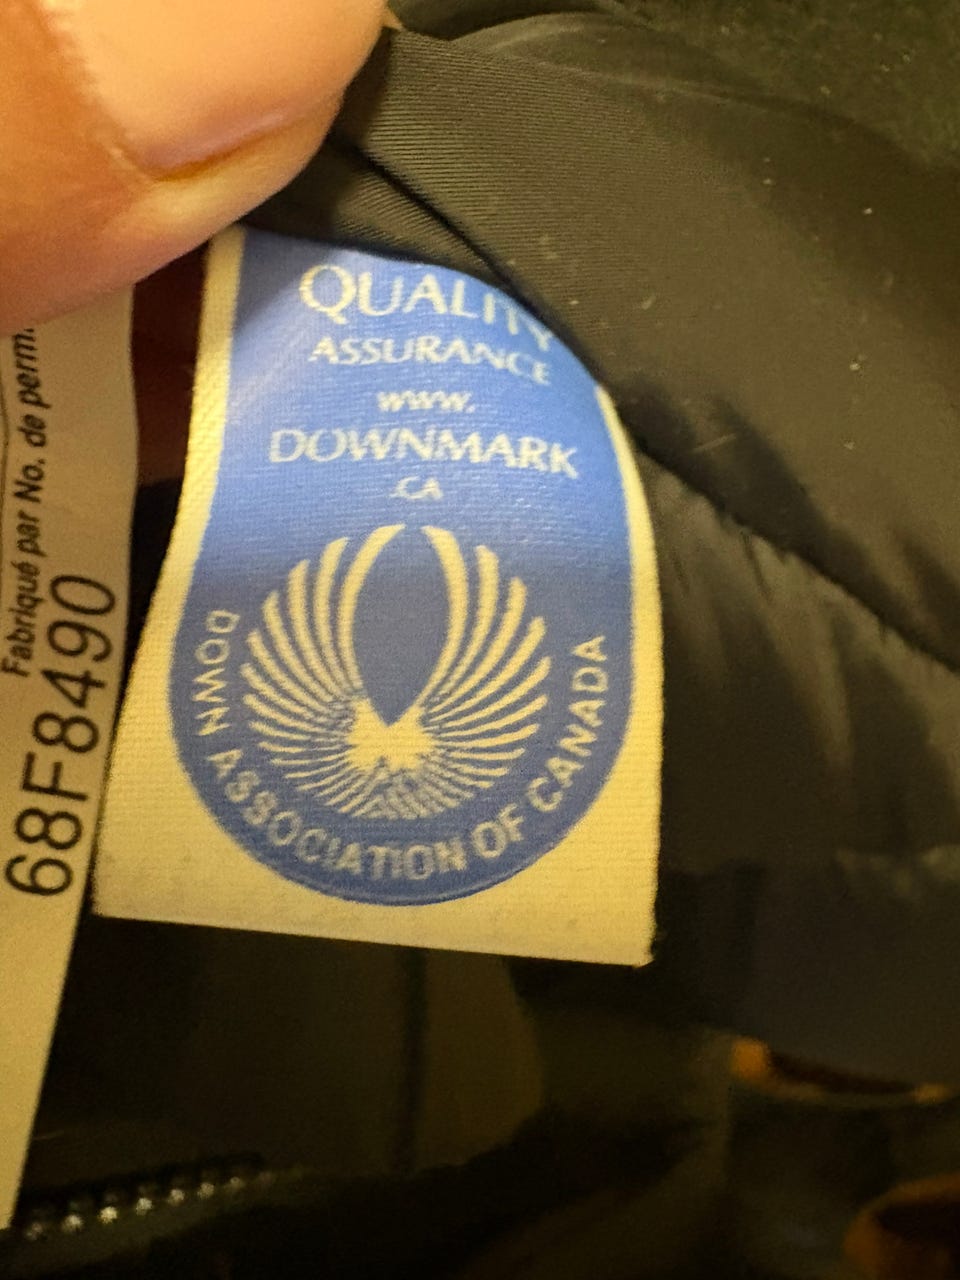 QUALITY
ASSURANCE
www.
DOWNMARK
.CA
DOWN ASSOCIATION OF CANADA
Fabriqué par No. de perm.
68F8490